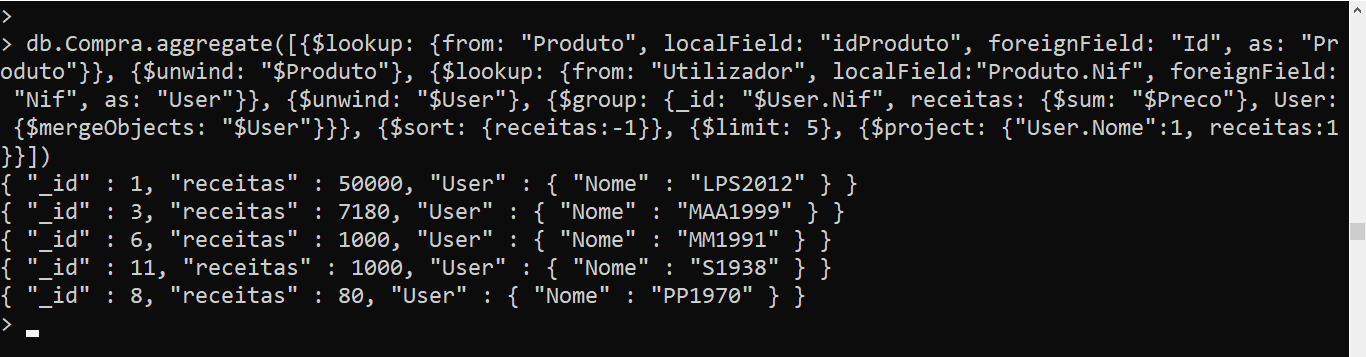 >
> db.Compra.aggregate([{$lookup: {from: "Produto", localField: "idProduto", foreignField: "Id", as: "Pr
oduto"}}, {$unwind: "$Produto"}, {$lookup: {from: "Utilizador", localField:"Produto.Nif", foreignField:
 "Nif", as: "User"}}, {$unwind: "$User"}, {$group: {_id: "$User.Nif", receitas: {$sum: "$Preco"}, User:
 {$mergeObjects: "$User"}}}, {$sort: {receitas:-1}}, {$limit: 5}, {$project: {"User.Nome":1, receitas:1
}}])
{ "_id" : 1, "receitas" : 50000, "User" : { "Nome" : "LPS2012" } }
{ "_id" : 3, "receitas" : 7180, "User" : { "Nome" : "MAA1999" } }
{ "_id" : 6, "receitas" : 1000, "User" : { "Nome" : "MM1991" } }
{ "_id" : 11, "receitas" : 1000, "User" : { "Nome" : "S1938" } }
{ "_id" : 8, "receitas" : 80, "User" : { "Nome" : "PP1970" } }
>